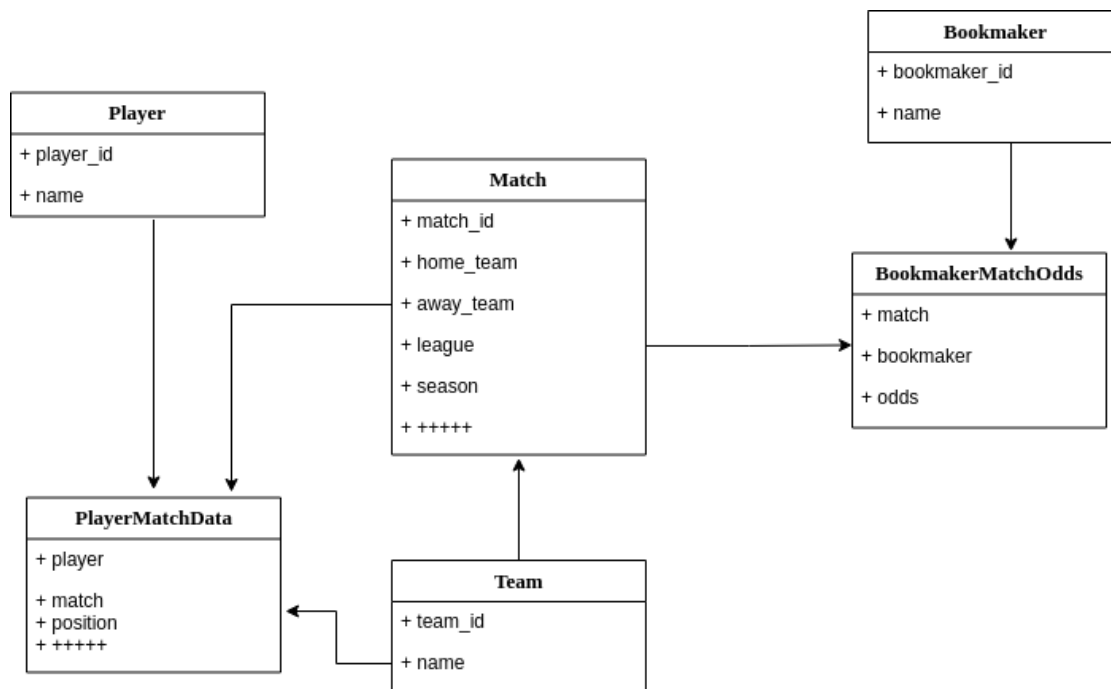 Bookmaker
+ bookmaker_id
+ name
Player
+ player_id
+ name
Match
+ match_id
+ home_team
+ away_team
+ league
+ season
+ +++++
BookmakerMatchOdds
+ match
+ bookmaker
+ odds
PlayerMatchData
+ player
+ match
+ position
+ +++++
Team
+ team_id
+ name